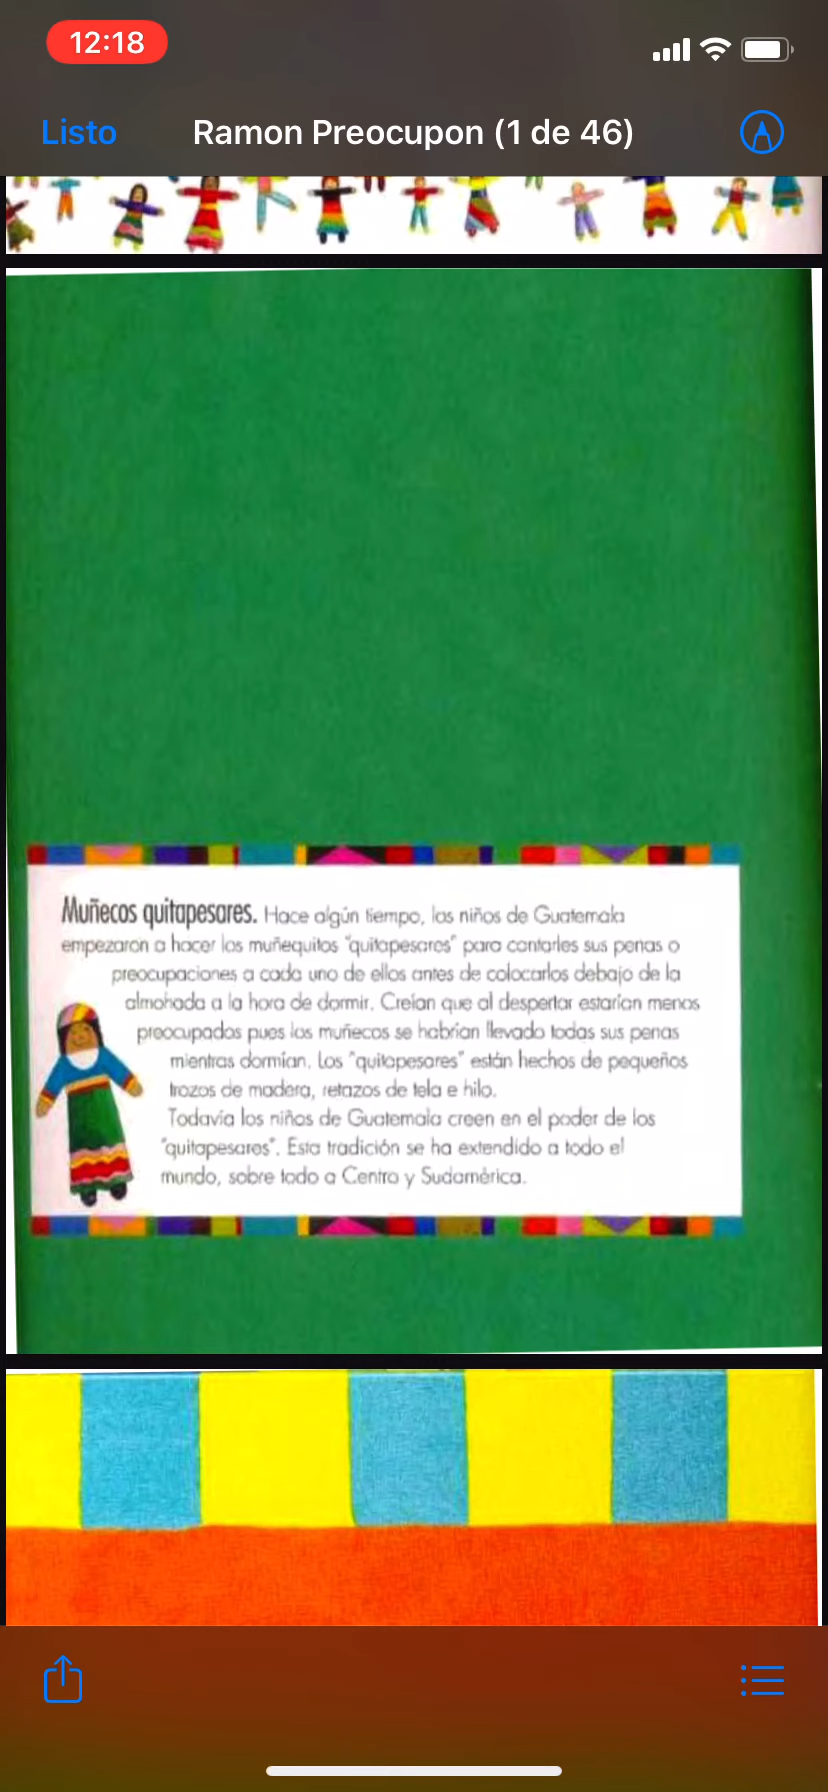 12:18
Listo
Ramon Preocupon (1 de 46)
Muñecos quitapesares. Hace algún tiempo, los niños de Guatemala
empezaron a hacer los muñequitos "quitapesares" para contarles sus penas o
preocupaciones a cada uno de ellos antes de colocarlos debajo de la
almohada a la hora de dormir. Creían que al despertar estarían menos
preocupados pues los muñecos se habrían llevado todas sus penas
mientras dormían. Los "quitapesares" están hechos de pequeños
trozos de madera, retazos de tela e hilo.
Todavía los niños de Guatemala creen en el poder de los
"quitapesares". Esta tradición se ha extendido a todo el
mundo, sobre todo a Centro y Sudamérica.